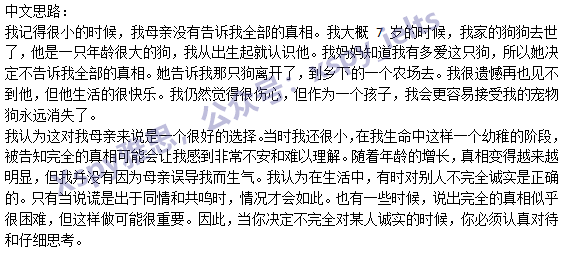 中文思路：
我记得很小的时候，我母亲没有告诉我全部的真相。我大概 7 岁的时候，我家的狗狗去世
了，他是一只年龄很大的狗，我从出生起就认识他。我妈妈知道我有多爱这只狗，所以她决
定不告诉我全部的真相。她告诉我那只狗离开了，到乡下的一个农场去。我很遗憾再也见不
到他，但他生活的很快乐。我仍然觉得很伤心，但作为一个孩子，我会更容易接受我的宠物
狗永远消失了。
我认为这对我母亲来说是一个很好的选择。当时我还很小，在我生命中这样一个幼稚的阶段，
被告知完全的真相可能会让我感到非常不安和难以理解。随着年龄的增长，真相变得越来越
明显，但我并没有因为母亲误导我而生气。我认为在生活中，有时对别人不完全诚实是正确
的。只有当说谎是出于同情和共鸣时，情况才会如此。也有一些时候，说出完全的真相似乎
很困难，但这样做可能很重要。因此，当你决定不完全对某人诚实的时候，你必须认真对待
和仔细思考。